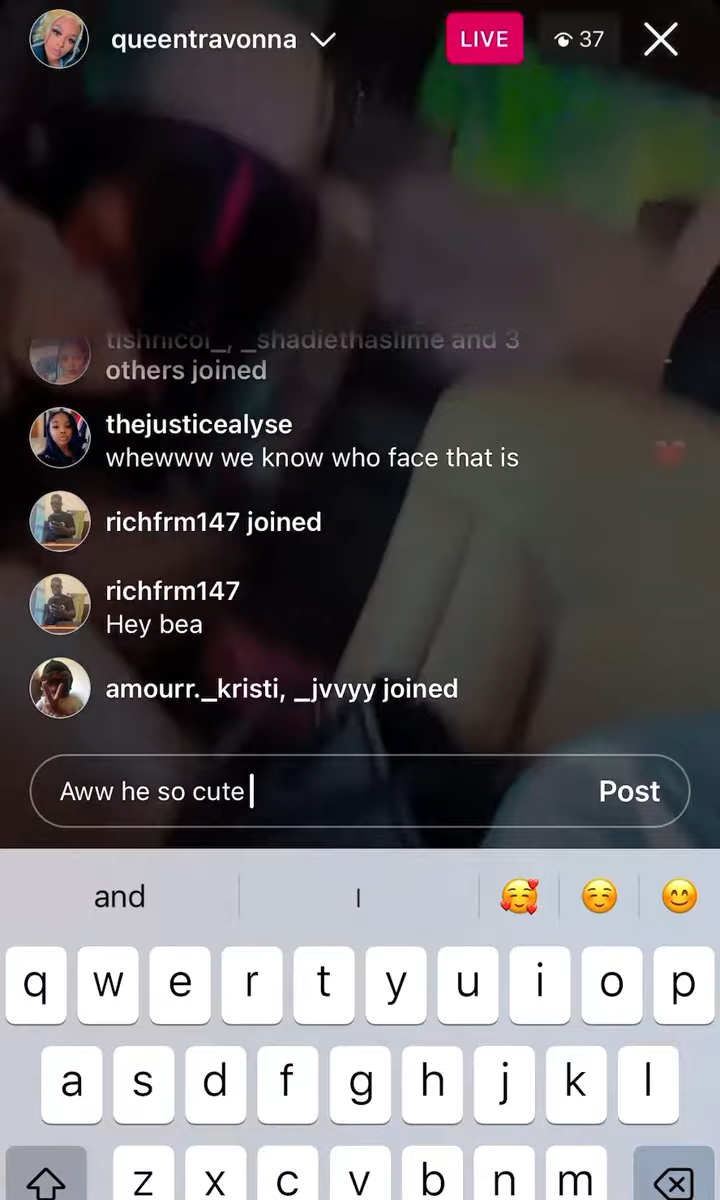 queentravonna
LIVE
37
tishnicol_, _shadiethaslime and 3
others joined
thejusticealyse
whewww we know who face that is
richfrm147 joined
richfrm147
Hey bea
amourr._kristi, _jvvyy joined
Aww he so cute
Post
and
I
q w e r t y u i o p
a s d f g h j k l
z x c v b n m